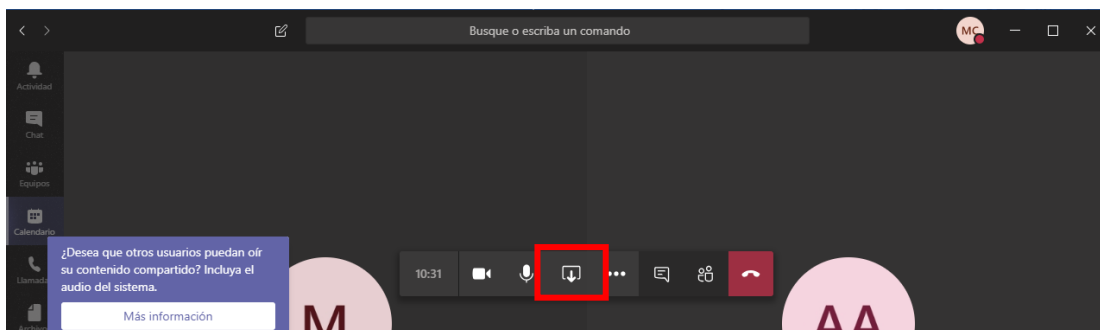 Busque o escriba un comando
MC
Actividad
Chat
Equipos
Calendario
¿Desea que otros usuarios puedan oír
su contenido compartido? Incluya el
audio del sistema.
Más información
10:31
M
AA